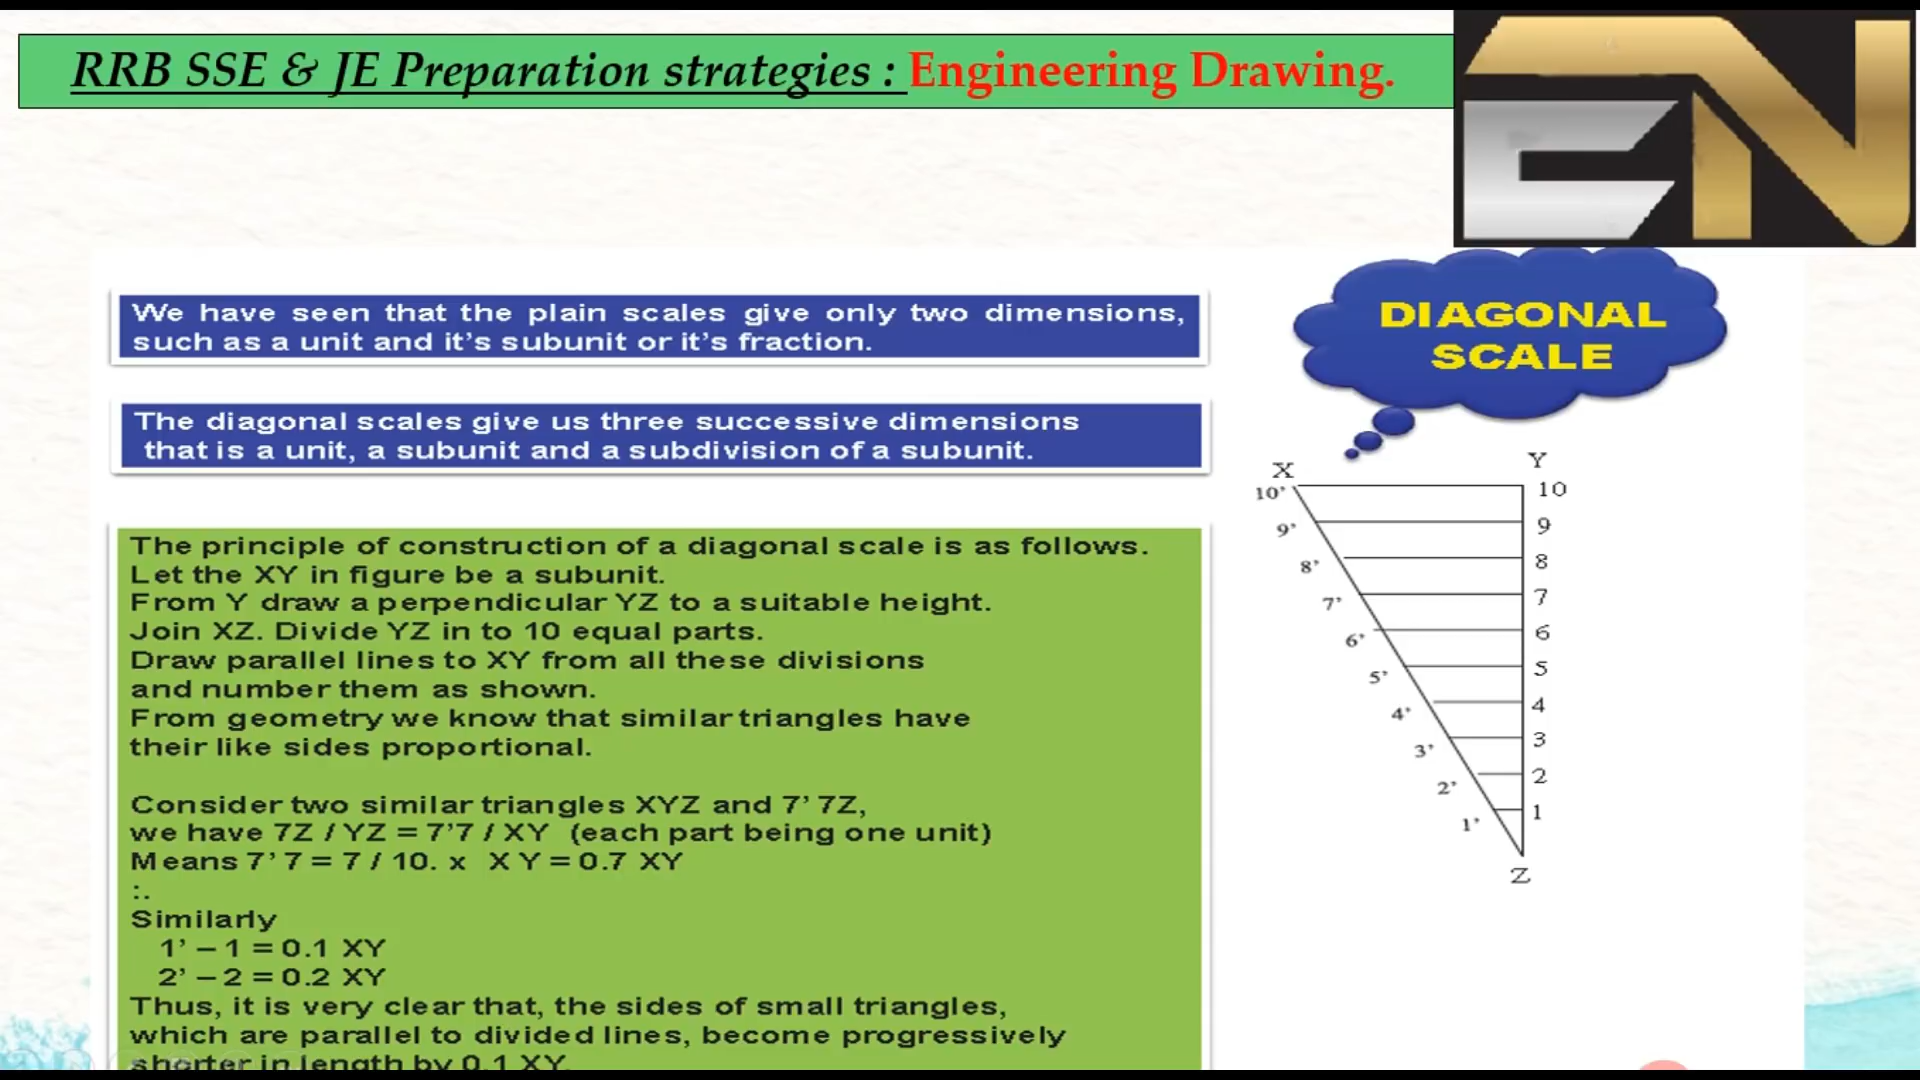 RRB SSE & JE Preparation strategies : Engineering Drawing.
EN
We have seen that the plain scales give only two dimensions,
such as a unit and it's subunit or it's fraction.
The diagonal scales give us three successive dimensions
that is a unit, a subunit and a subdivision of a subunit.
The principle of construction of a diagonal scale is as follows.
Let the XY in figure be a subunit.
From Y draw a perpendicular YZ to a suitable height.
Join XZ. Divide YZ in to 10 equal parts.
Draw parallel lines to XY from all these divisions
and number them as shown.
From geometry we know that similar triangles have
their like sides proportional.
Consider two similar triangles XYZ and 7' 7Z,
we have 7Z / YZ = 7'7 / XY (each part being one unit)
Means 7' 7 = 7 / 10. x X Y = 0.7 XY
:.
Similarly
1' – 1 = 0.1 XY
2' – 2 = 0.2 XY
Thus, it is very clear that, the sides of small triangles,
which are parallel to divided lines, become progressively
shorter in length by 0.1 XY.
DIAGONAL
SCALE
X Y
10' 10
9' 9
8' 8
7' 7
6' 6
5' 5
4' 4
3' 3
2' 2
1' 1
Z